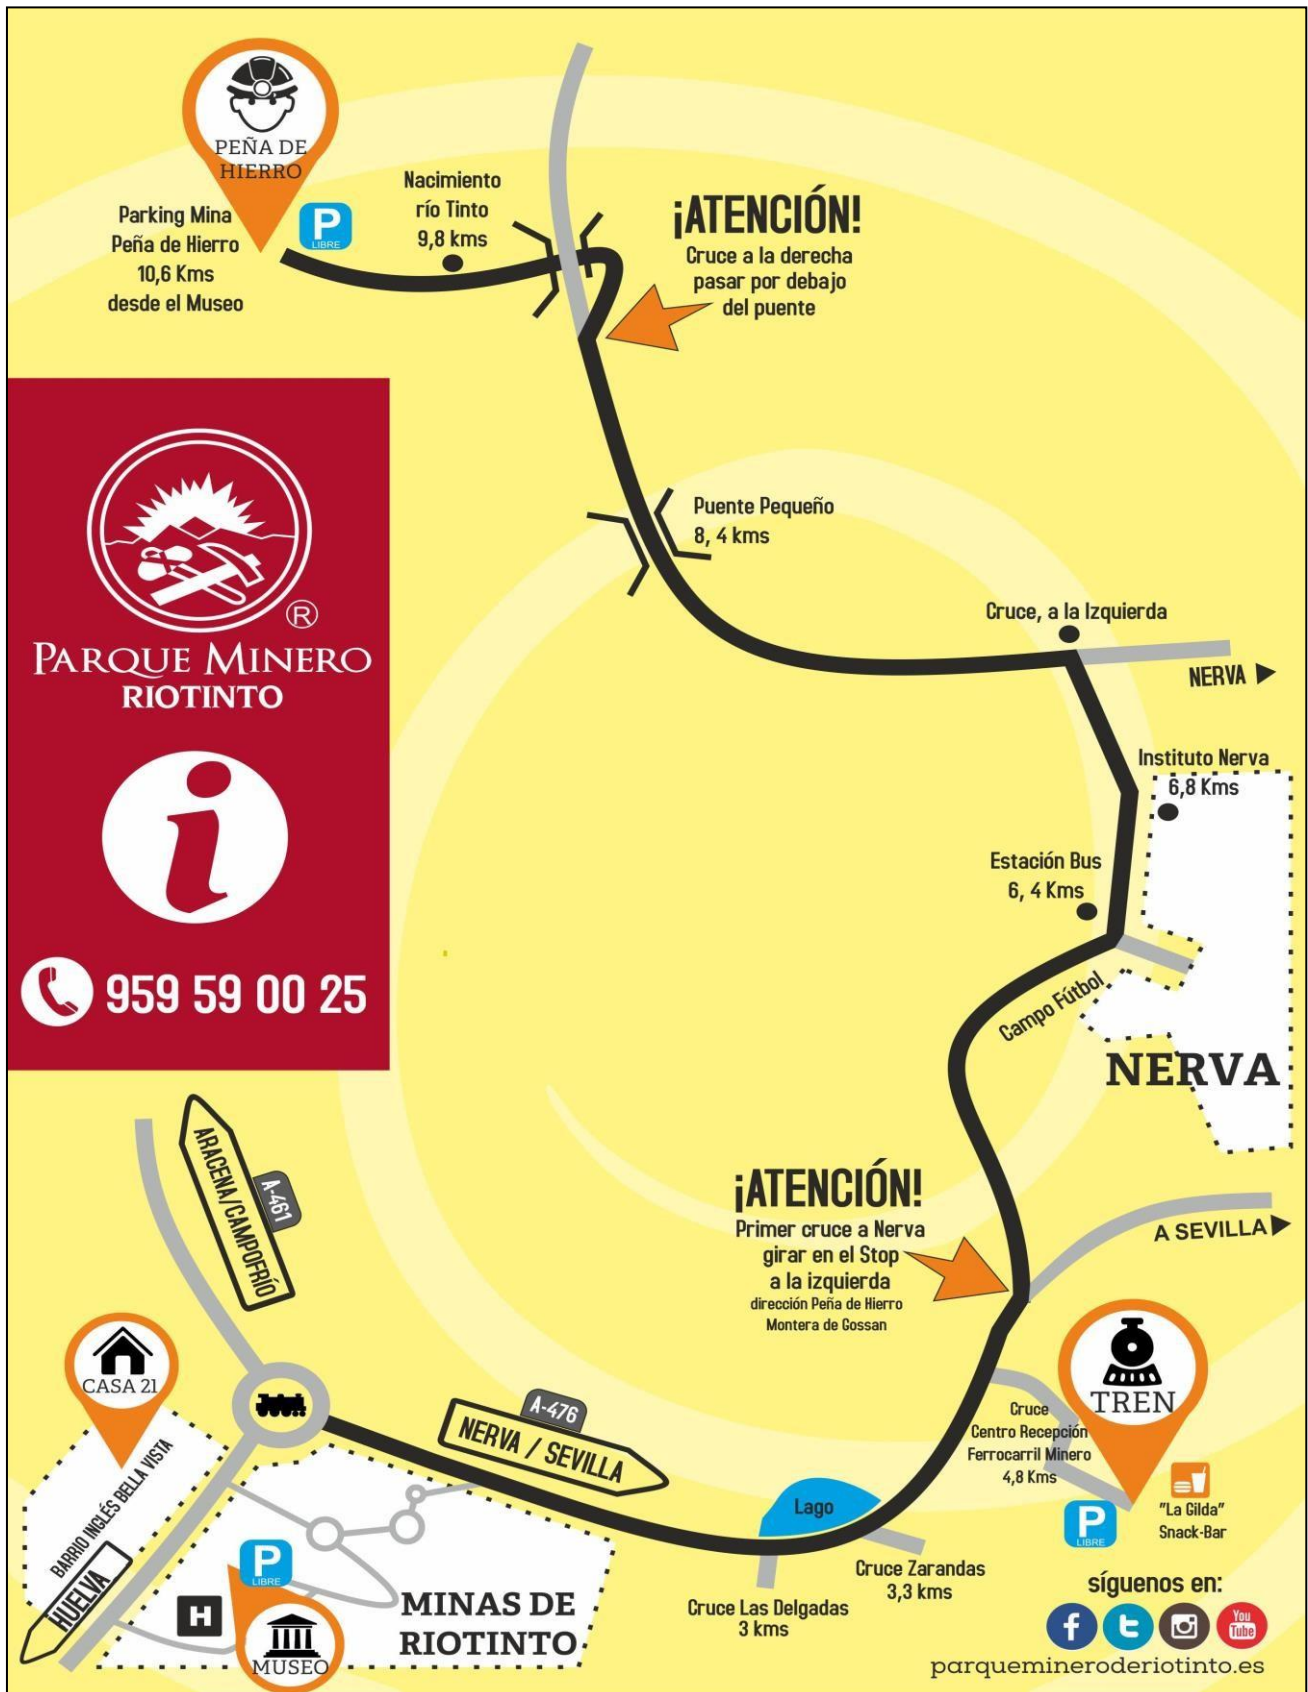 PEÑA DE
HIERRO
Parking Mina
Peña de Hierro
10,6 Kms
desde el Museo
P
LIBRE
Nacimiento
río Tinto
9,8 kms
¡ATENCIÓN!
Cruce a la derecha
pasar por debajo
del puente
Puente Pequeño
8, 4 kms
Cruce, a la Izquierda
NERVA
Instituto Nerva
6,8 Kms
Estación Bus
6, 4 Kms
Campo Fútbol
NERVA
®
PARQUE MINERO
RIOTINTO
i
959 59 00 25
ARACENA/CAMPOFRÍO
A-461
¡ATENCIÓN!
Primer cruce a Nerva
girar en el Stop
a la izquierda
dirección Peña de Hierro
Montera de Gossan
A SEVILLA
CASA 21
BARRIO INGLÉS BELLA VISTA
HUELVA
A-476
NERVA / SEVILLA
TREN
Cruce
Centro Recepción
Ferrocarril Minero
4,8 Kms
P
LIBRE
"La Gilda"
Snack-Bar
Lago
Cruce Zarandas
3,3 kms
Cruce Las Delgadas
3 kms
P
LIBRE
H
MUSEO
MINAS DE
RIOTINTO
síguenos en:
f
t
You
Tube
parquemineroderiotinto.es